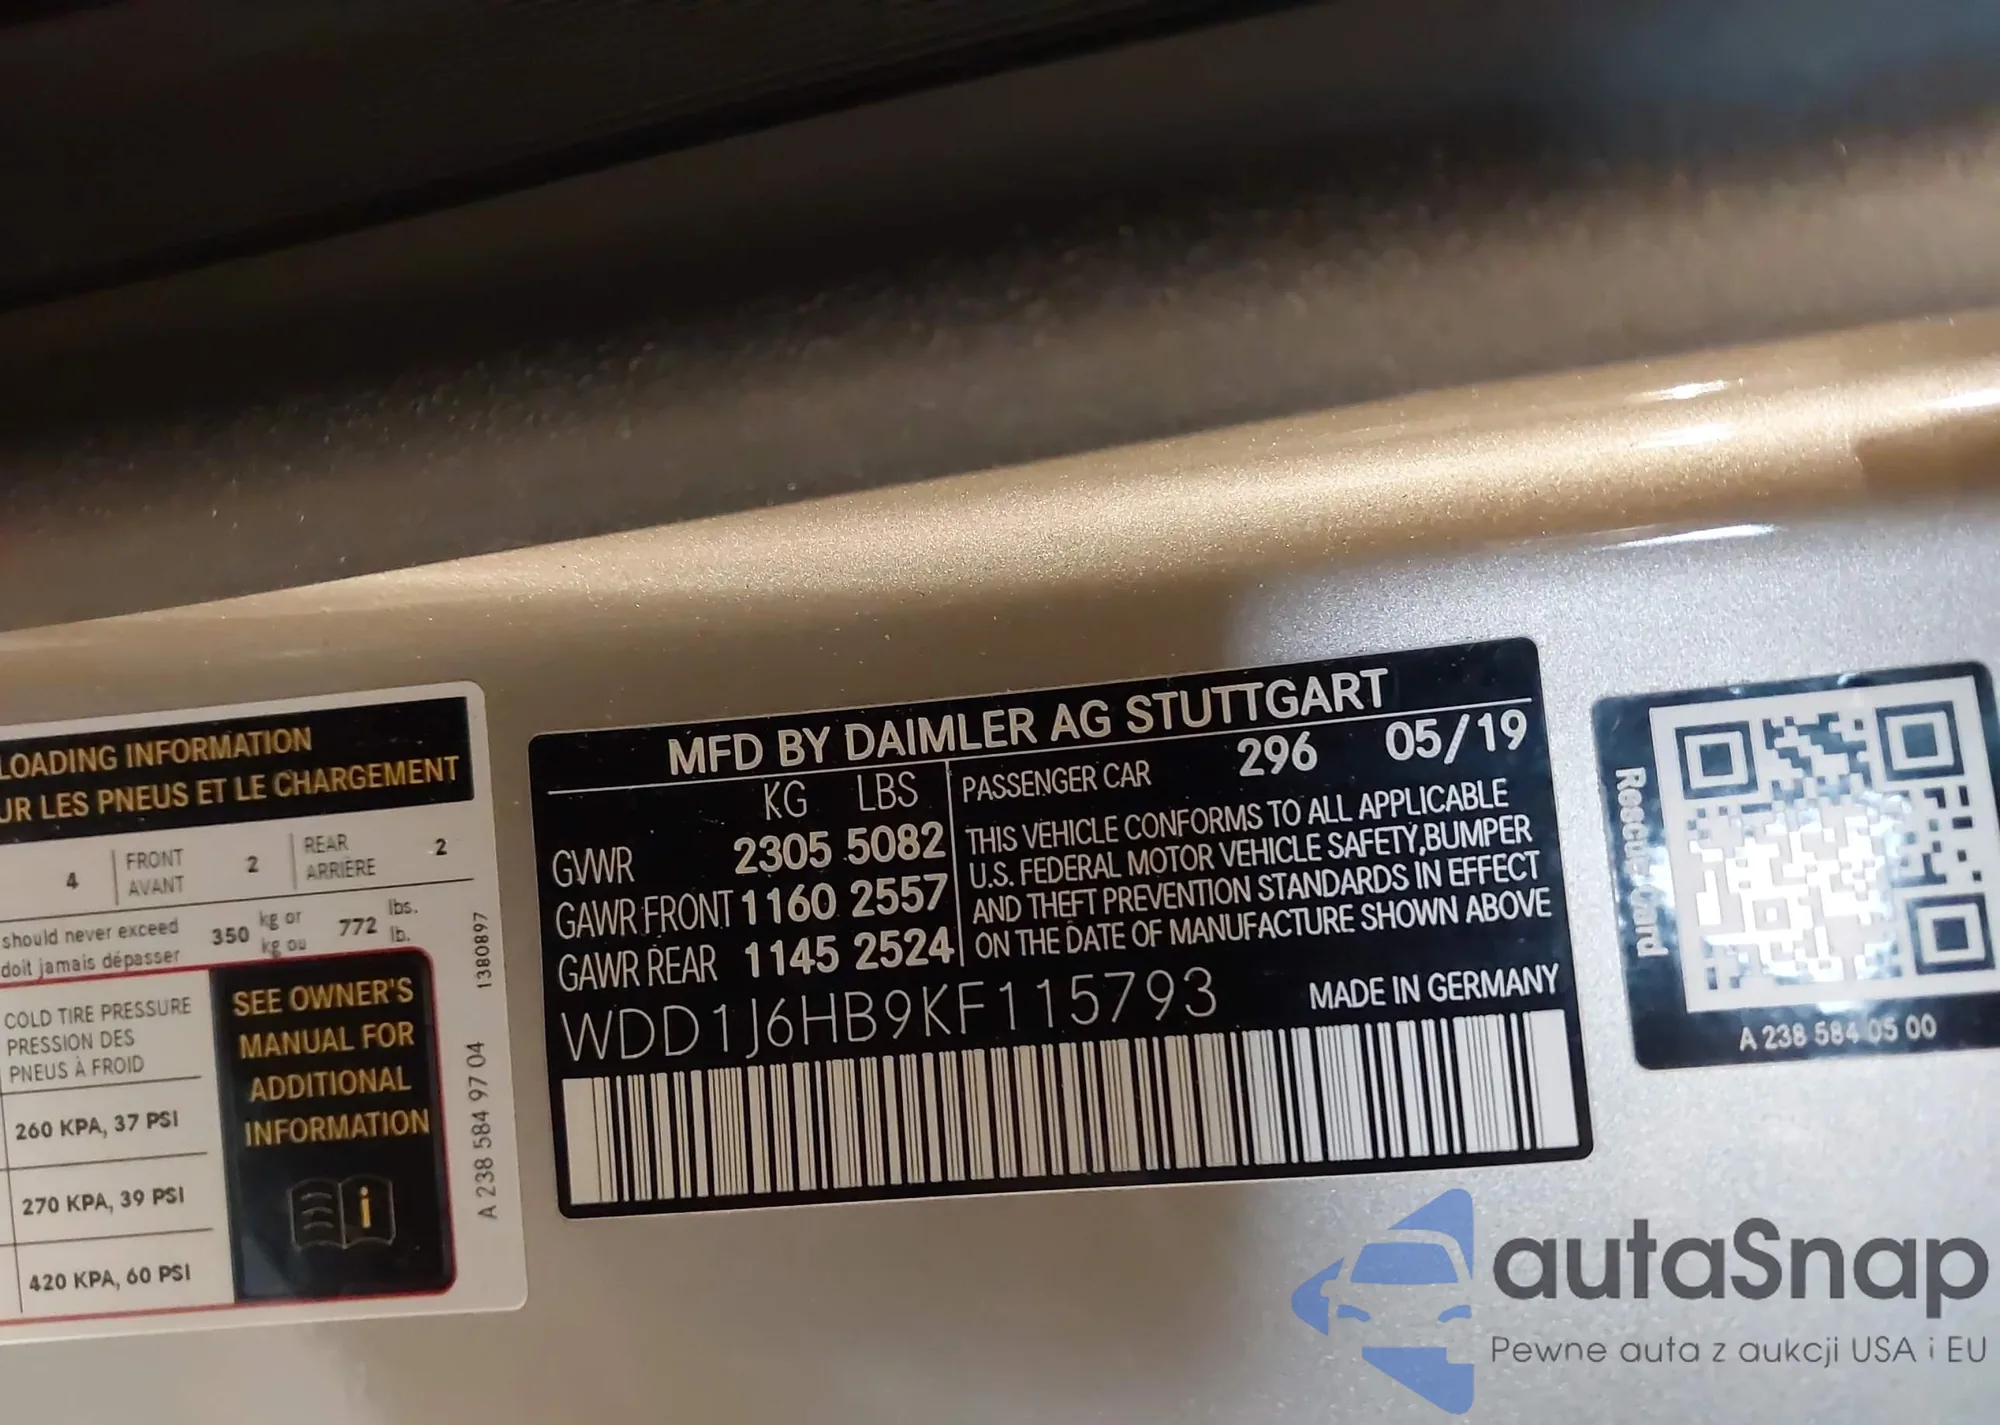 LOADING INFORMATION
UR LES PNEUS ET LE CHARGEMENT
4 FRONT AVANT 2 REAR ARRIÈRE 2
should never exceed 350 kg or 772 lbs.
doit jamais dépasser kg ou lb.
COLD TIRE PRESSURE
PRESSION DES
PNEUS À FROID
260 KPA, 37 PSI
270 KPA, 39 PSI
420 KPA, 60 PSI
SEE OWNER'S
MANUAL FOR
ADDITIONAL
INFORMATION
i
1380897
A 238 584 97 04
MFD BY DAIMLER AG STUTTGART
KG LBS
GVWR 2305 5082
GAWR FRONT 1160 2557
GAWR REAR 1145 2524
PASSENGER CAR 296 05/19
THIS VEHICLE CONFORMS TO ALL APPLICABLE
U.S. FEDERAL MOTOR VEHICLE SAFETY,BUMPER
AND THEFT PREVENTION STANDARDS IN EFFECT
ON THE DATE OF MANUFACTURE SHOWN ABOVE
WDD1J6HB9KF115793
MADE IN GERMANY
Rescue card
A 238 584 05 00
autaSnap
Pewne auta z aukcji USA i EU